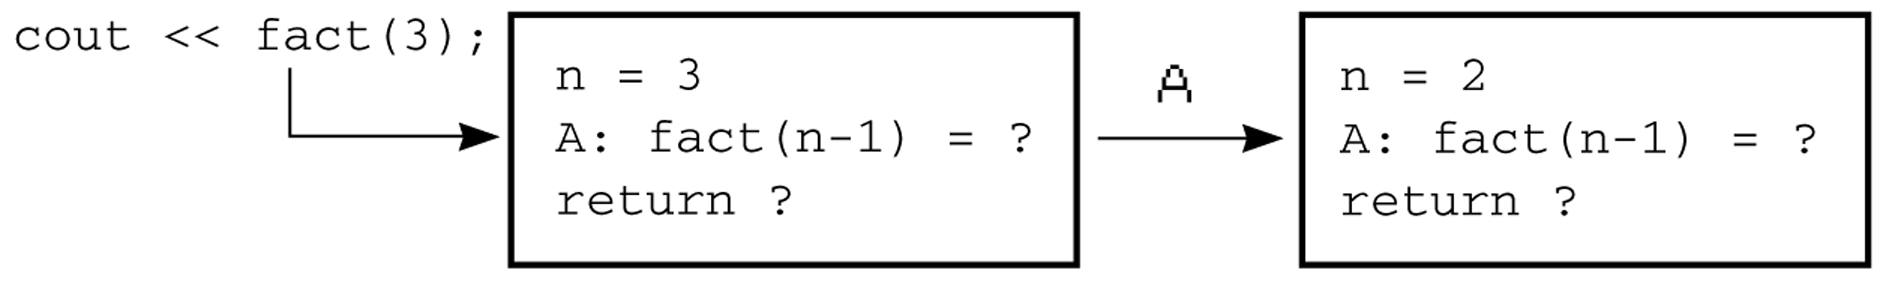 cout << fact(3);
n = 3
A: fact(n-1) = ?
return ?
A
n = 2
A: fact(n-1) = ?
return ?